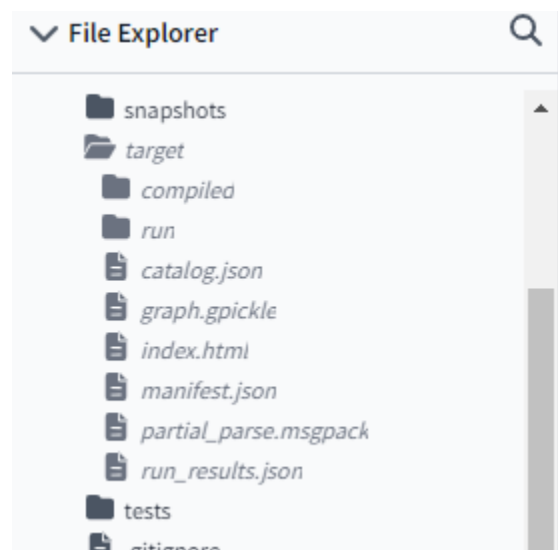 File Explorer
snapshots
target
compiled
run
catalog.json
graph.gpickle
index.html
manifest.json
partial_parse.msgpack
run_results.json
tests
.gitignore